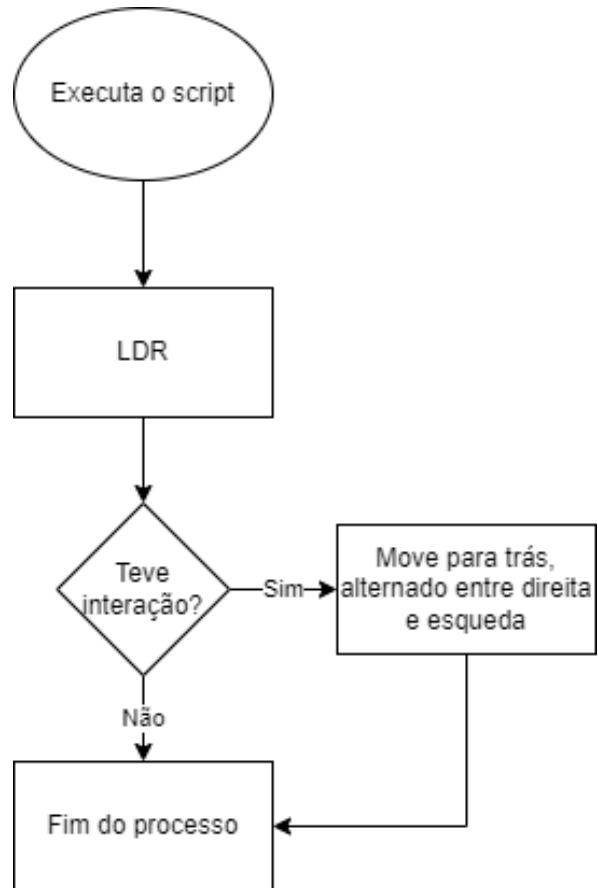 Executa o script
LDR
Teve
interação?
Sim
Move para trás,
alternado entre direita
e esqueda
Não
Fim do processo